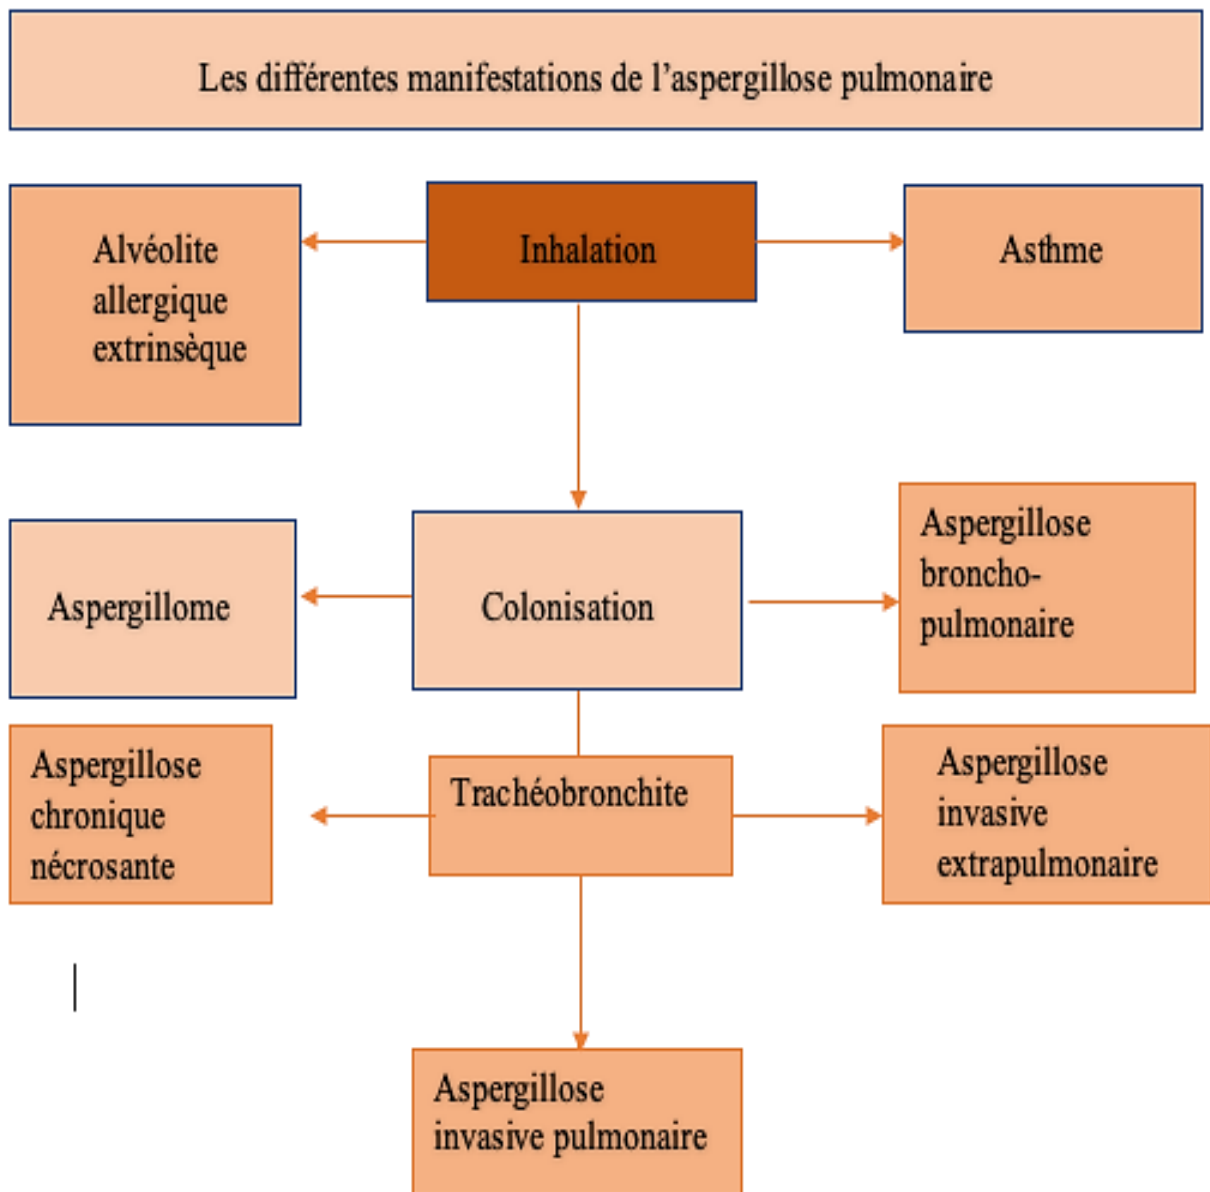 Les différentes manifestations de l'aspergillose pulmonaire
Alvéolite
allergique
extrinsèque
Inhalation
Asthme
Aspergillome
Colonisation
Aspergillose
broncho-
pulmonaire
Aspergillose
chronique
nécrosante
Trachéobronchite
Aspergillose
invasive
extrapulmonaire
Aspergillose
invasive pulmonaire